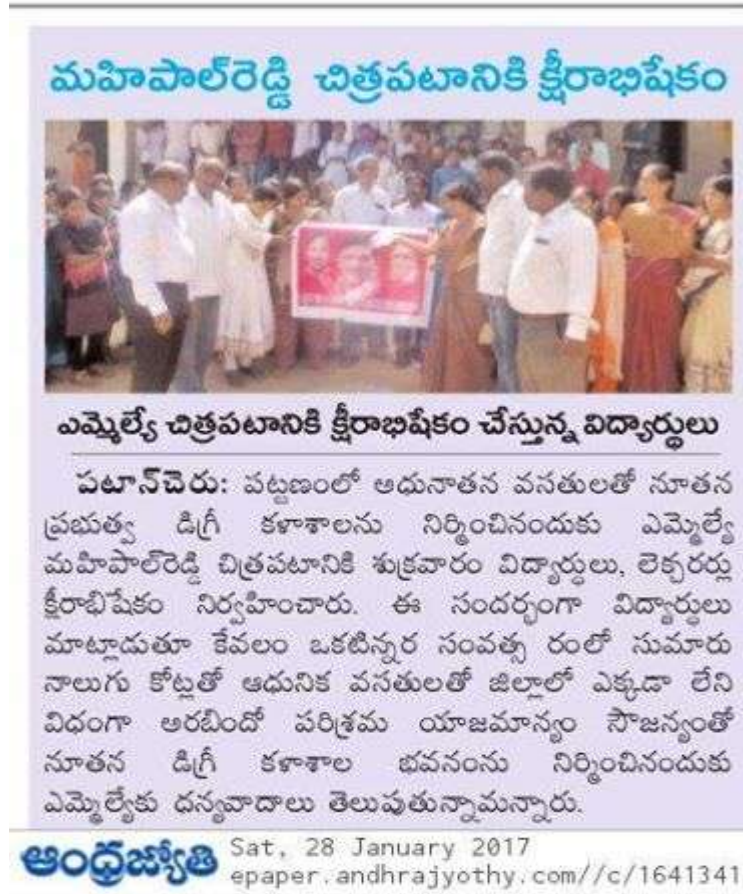 మహిపాల్‌రెడ్డి చిత్రపటానికి క్షీరాభిషేకం
ఎమ్మెల్యే చిత్రపటానికి క్షీరాభిషేకం చేస్తున్న విద్యార్థులు
పటాన్‌చెరు: పట్టణంలో ఆధునాతన వసతులతో నూతన
ప్రభుత్వ డిగ్రీ కళాశాలను నిర్మించినందుకు ఎమ్మెల్యే
మహిపాల్‌రెడ్డి చిత్రపటానికి శుక్రవారం విద్యార్థులు, లెక్చరర్లు
క్షీరాభిషేకం నిర్వహించారు. ఈ సందర్భంగా విద్యార్థులు
మాట్లాడుతూ కేవలం ఒకటిన్నర సంవత్స రంలో సుమారు
నాలుగు కోట్లతో ఆధునిక వసతులతో జిల్లాలో ఎక్కడా లేని
విధంగా అరబిందో పరిశ్రమ యాజమాన్యం సౌజన్యంతో
నూతన డిగ్రీ కళాశాల భవనంను నిర్మించినందుకు
ఎమ్మెల్యేకు ధన్యవాదాలు తెలుపుతున్నామన్నారు.
ఆంధ్రజ్యోతి Sat, 28 January 2017
epaper.andhrajyothy.com//c/1641341